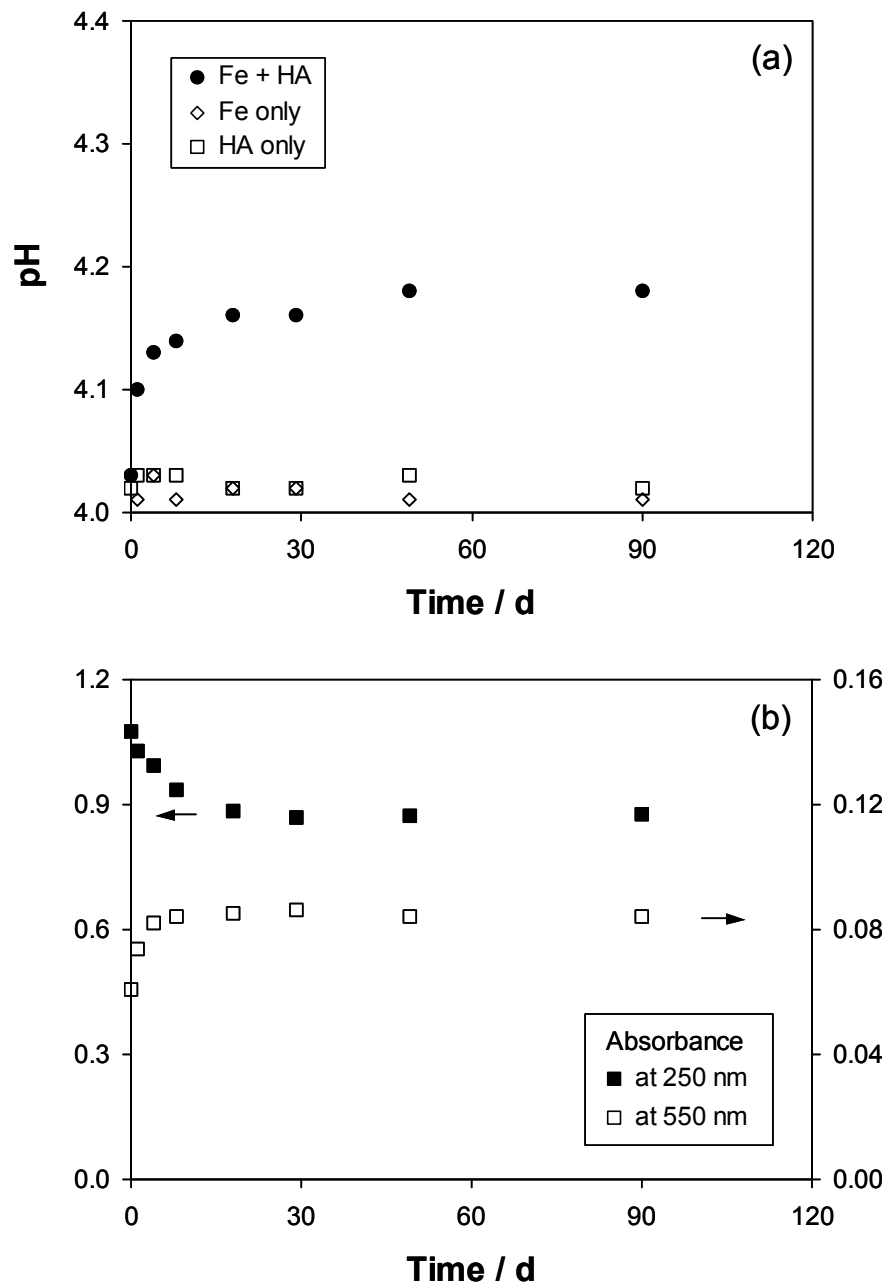 4.4
(a)
● Fe + HA
◇ Fe only
□ HA only
4.3
pH
4.2
4.1
4.0
0 30 60 90 120
Time / d
1.2 0.16
(b)
0.9 0.12
0.6 0.08
Absorbance
■ at 250 nm
□ at 550 nm
0.3 0.04
0.0 0.00
0 30 60 90 120
Time / d